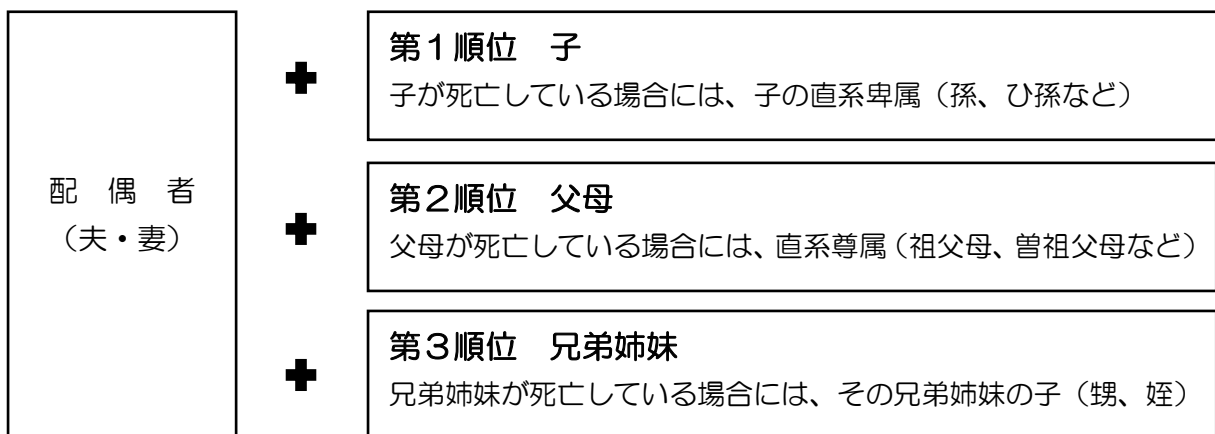 配 偶 者
（夫・妻）
第１順位　子
子が死亡している場合には、子の直系卑属（孫、ひ孫など）
第２順位　父母
父母が死亡している場合には、直系尊属（祖父母、曽祖父母など）
第３順位　兄弟姉妹
兄弟姉妹が死亡している場合には、その兄弟姉妹の子（甥、姪）